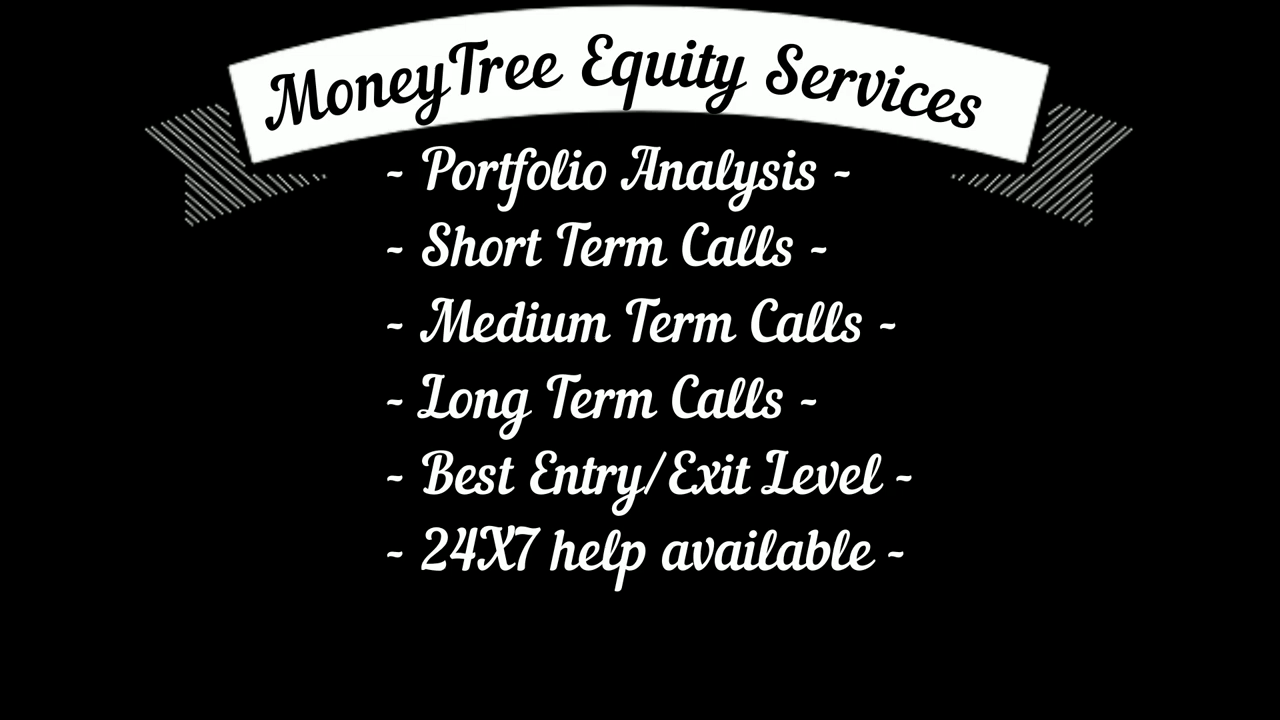 MoneyTree Equity Services
- Portfolio Analysis -
- Short Term Calls -
- Medium Term Calls -
- Long Term Calls -
- Best Entry/Exit Level -
- 24X7 help available -